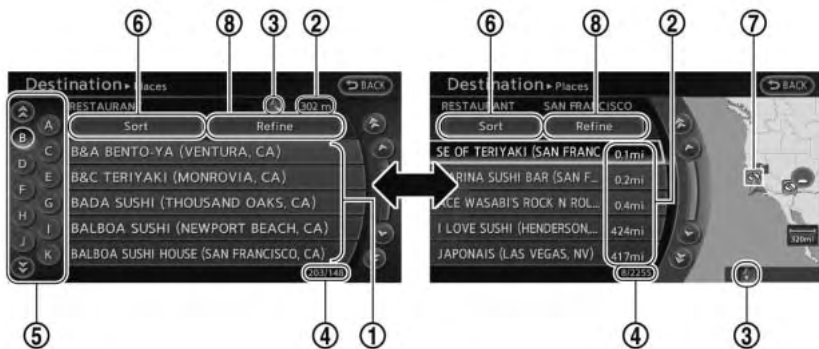 ⑥ ⑧ ③ ②
Destination ▸ Places
BACK
RESTAURANT
302 m
Sort
Refine
B
D
F
H
J
A
C
E
G
I
K
B&A BENTO-YA (VENTURA, CA)
B&C TERIYAKI (MONROVIA, CA)
BADA SUSHI (THOUSAND OAKS, CA)
BALBOA SUSHI (NEWPORT BEACH, CA)
BALBOA SUSHI HOUSE (SAN FRANCISCO, CA)
203/148
⑤ ④ ①
⑥ ⑧ ② ⑦
Destination ▸ Places
BACK
RESTAURANT SAN FRANCISCO
Sort
Refine
SE OF TERIYAKI (SAN FRANC 0.1mi
ARINA SUSHI BAR (SAN F... 0.2mi
ACE WASABI'S ROCK N ROL... 0.4mi
I LOVE SUSHI (HENDERSON,... 424mi
JAPONAIS (LAS VEGAS, NV) 417mi
8/2255
320mi
④ ③